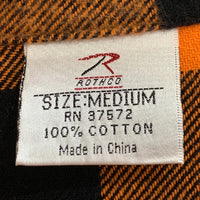 ROTHCO
SIZE:MEDIUM
RN 37572
100% COTTON
Made in China